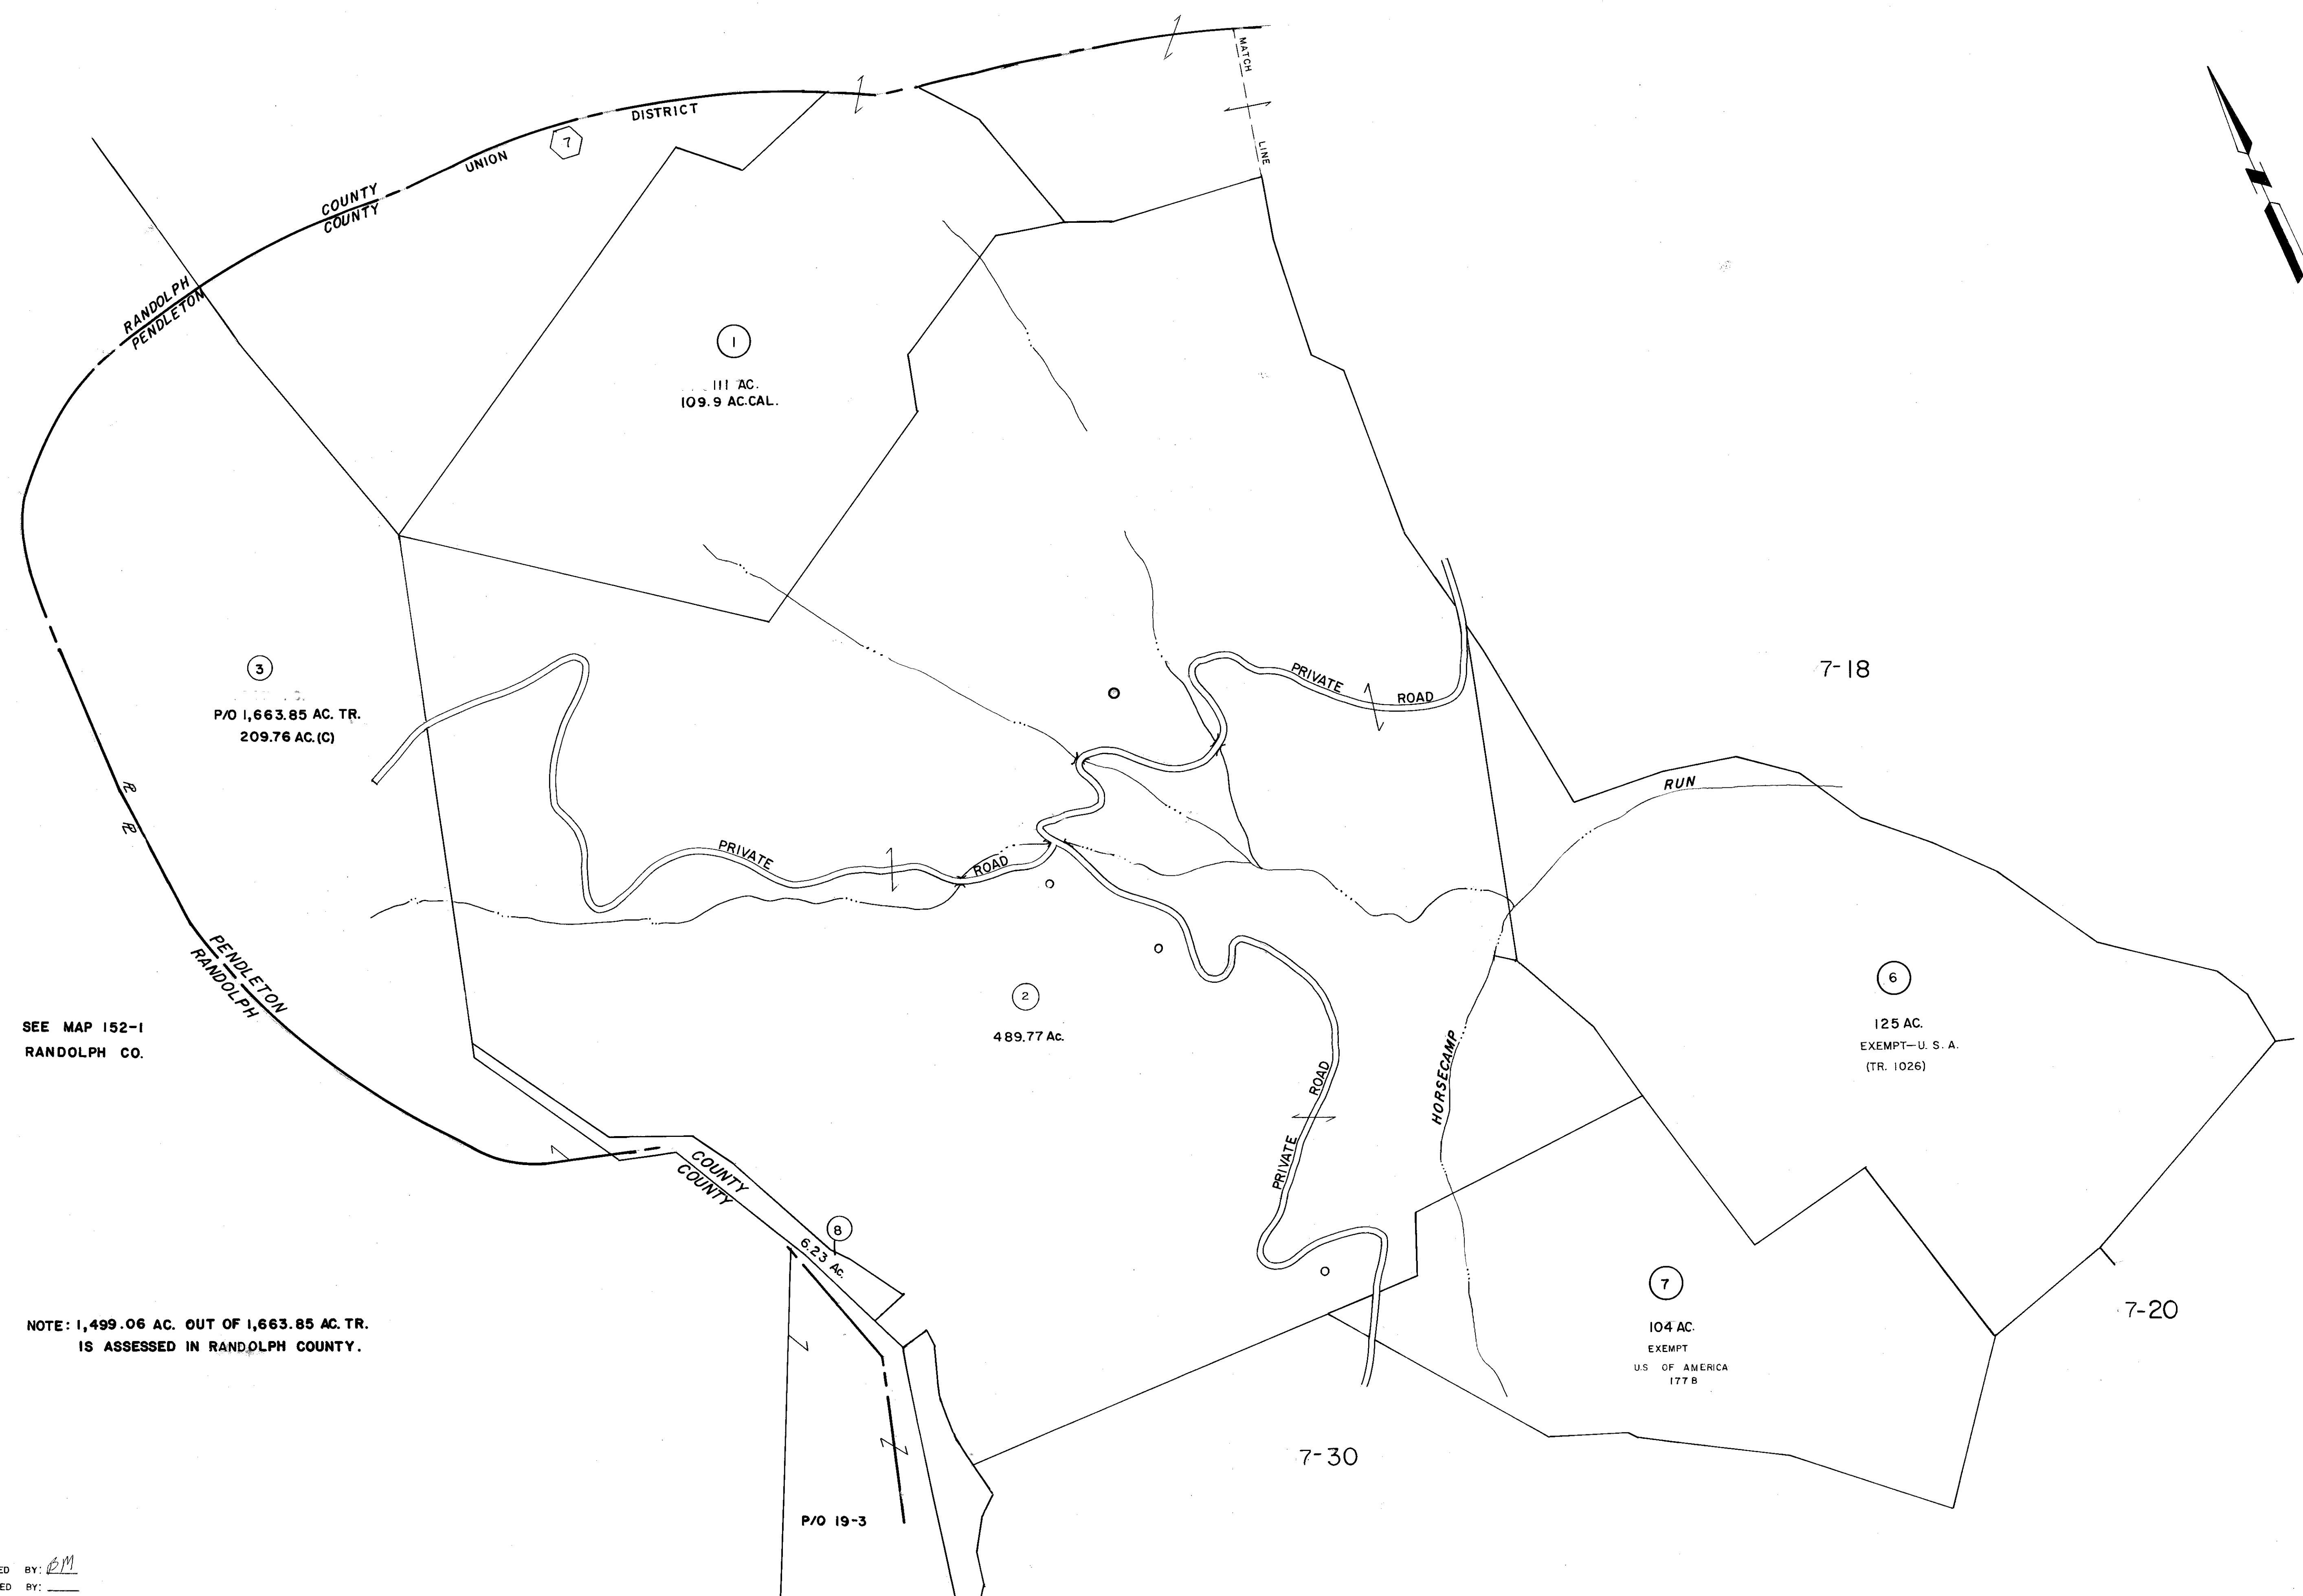 MATCH
LINE
DISTRICT
7
UNION
COUNTY
COUNTY
RANDOLPH
PENDLETON
1
111 AC.
109.9 AC.CAL.
3
P/O 1,663.85 AC. TR.
209.76 AC.(C)
PRIVATE
ROAD
7-18
RUN
PRIVATE
ROAD
PENDLETON
RANDOLPH
2
489.77 Ac.
6
125 AC.
EXEMPT-U. S. A.
(TR. 1026)
SEE MAP 152-1
RANDOLPH CO.
HORSECAMP
ROAD
PRIVATE
COUNTY
COUNTY
8
6.23 Ac.
7
104 AC.
EXEMPT
U.S OF AMERICA
177B
7-20
NOTE: 1,499.06 AC. OUT OF 1,663.85 AC. TR.
IS ASSESSED IN RANDOLPH COUNTY.
7-30
P/O 19-3
ED BY: BM
ED BY: